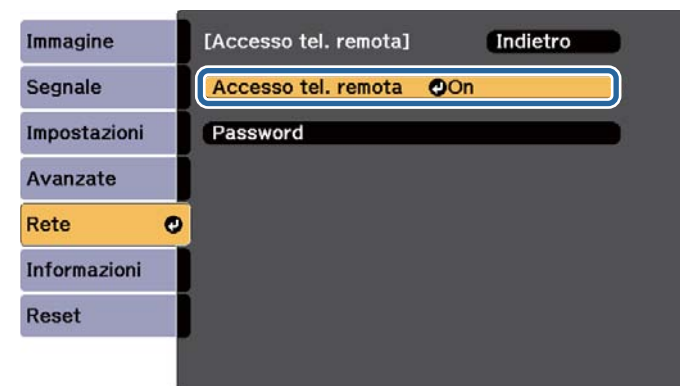 Immagine
Segnale
Impostazioni
Avanzate
Rete
Informazioni
Reset
[Accesso tel. remota] Indietro
Accesso tel. remota On
Password